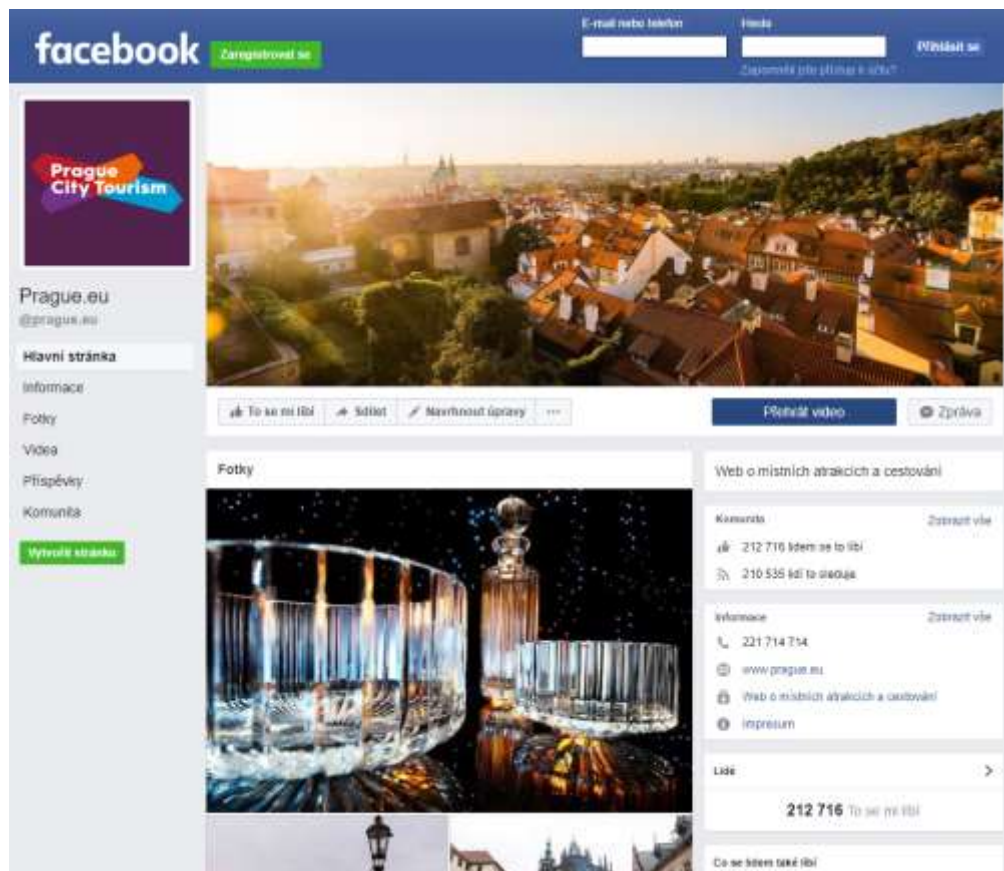 facebook
Zaregistrovat se
E-mail nebo telefon
Heslo
Přihlásit se
Zapomněli jste přístup k účtu?
Prague
City Tourism
Prague.eu
@prague.eu
Hlavní stránka
Informace
Fotky
Videa
Příspěvky
Komunita
Vytvořit stránku
To se mi líbí
Sdílet
Navrhnout úpravy
Přehrát video
Zpráva
Fotky
Web o místních atrakcích a cestování
Komunita
Zobrazit vše
212 716 lidem se to líbí
210 535 lidí to sleduje
Informace
Zobrazit vše
221 714 714
www.prague.eu
Web o místních atrakcích a cestování
Impresum
Lidé
212 716 To se mi líbí
Co se lidem také líbí